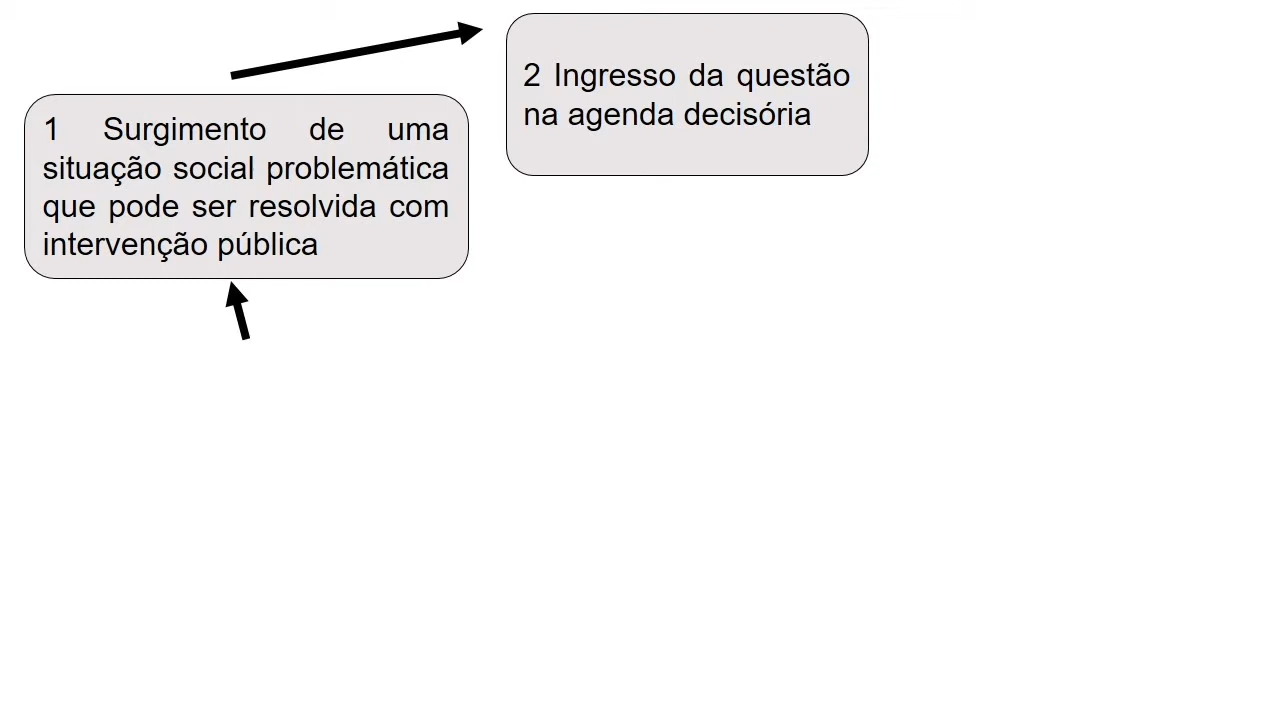 1 Surgimento de uma
situação social problemática
que pode ser resolvida com
intervenção pública
2 Ingresso da questão
na agenda decisória